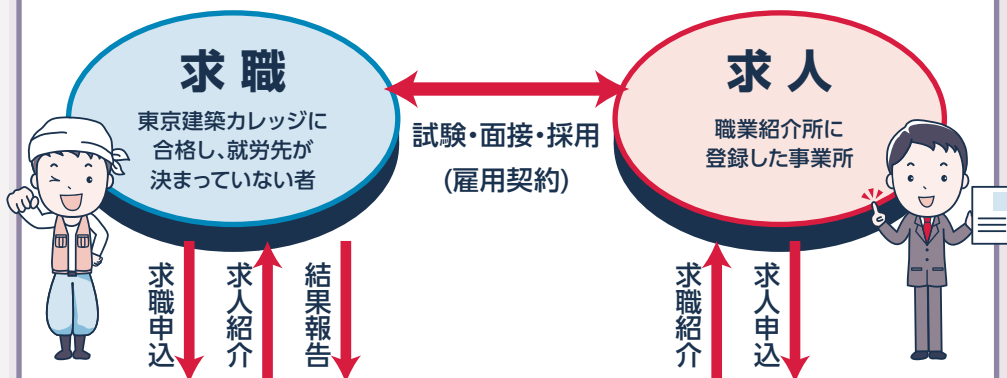 求職
東京建築カレッジに
合格し、就労先が
決まっていない者
試験・面接・採用
(雇用契約)
求人
職業紹介所に
登録した事業所
求職申込
求人紹介
結果報告
求職紹介
求人申込